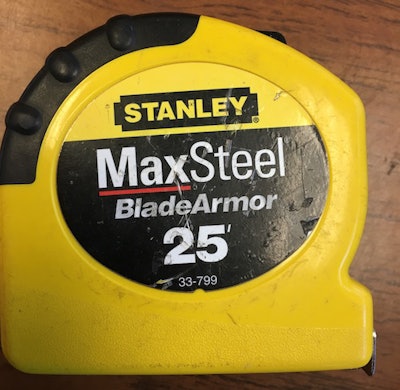 STANLEY®
MaxSteel
BladeArmor
25'
33-799